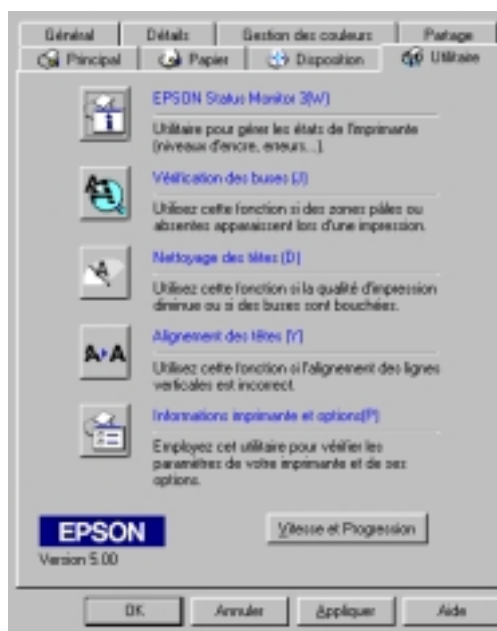 Général Détails Gestion des couleurs Partage
Principal Papier Disposition Utilitaire
EPSON Status Monitor 3(W)
Utilitaire pour gérer les états de l'imprimante
(niveaux d'encre, erreurs...).
Vérification des buses (J)
Utilisez cette fonction si des zones pâles ou
absentes apparaissent lors d'une impression.
Nettoyage des têtes (D)
Utilisez cette fonction si la qualité d'impression
diminue ou si des buses sont bouchées.
Alignement des têtes (Y)
Utilisez cette fonction si l'alignement des lignes
verticales est incorrect.
Informations imprimante et options(P)
Employez cet utilitaire pour vérifier les
paramètres de votre imprimante et de ses
options.
EPSON
Vitesse et Progression
Version 5.00
OK Annuler Appliquer Aide